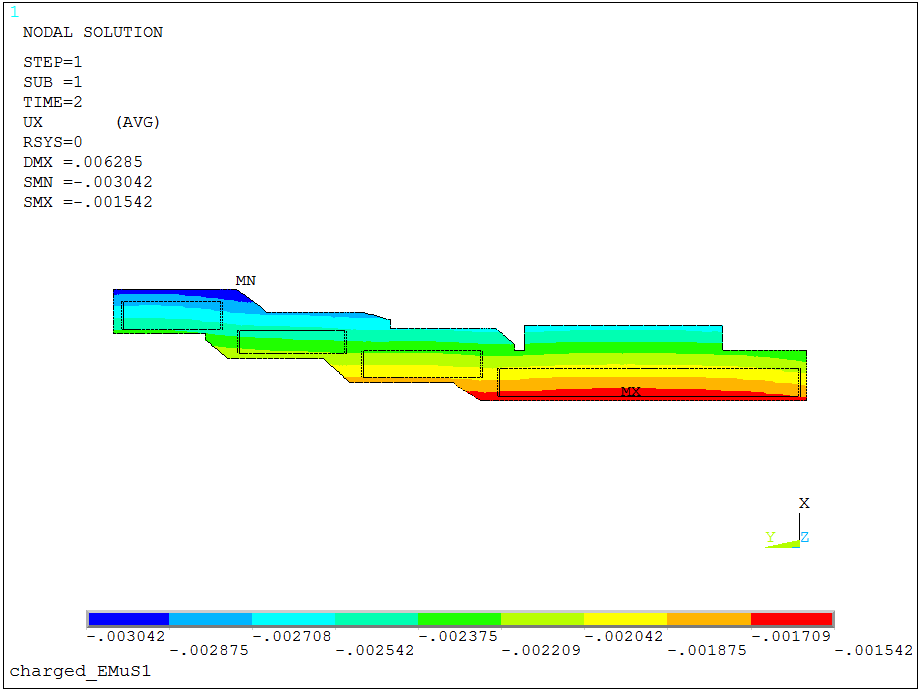 1
NODAL SOLUTION
STEP=1
SUB =1
TIME=2
UX (AVG)
RSYS=0
DMX =.006285
SMN =-.003042
SMX =-.001542
MN
MX
X
Y Z
-.003042 -.002708 -.002375 -.002042 -.001709
-.002875 -.002542 -.002209 -.001875 -.001542
charged_EMuS1